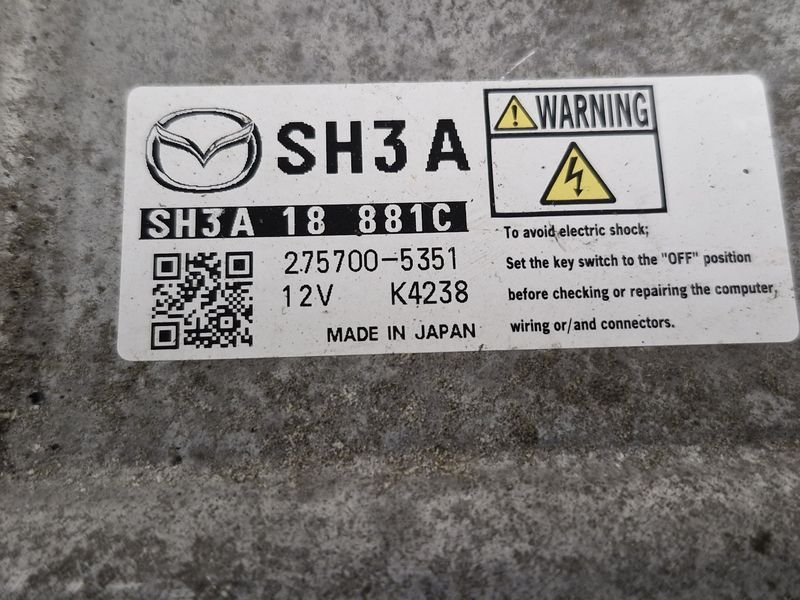 SH3A
SH3A 18 881C
275700-5351
12V K4238
MADE IN JAPAN
WARNING
To avoid electric shock;
Set the key switch to the "OFF" position
before checking or repairing the computer,
wiring or/and connectors.